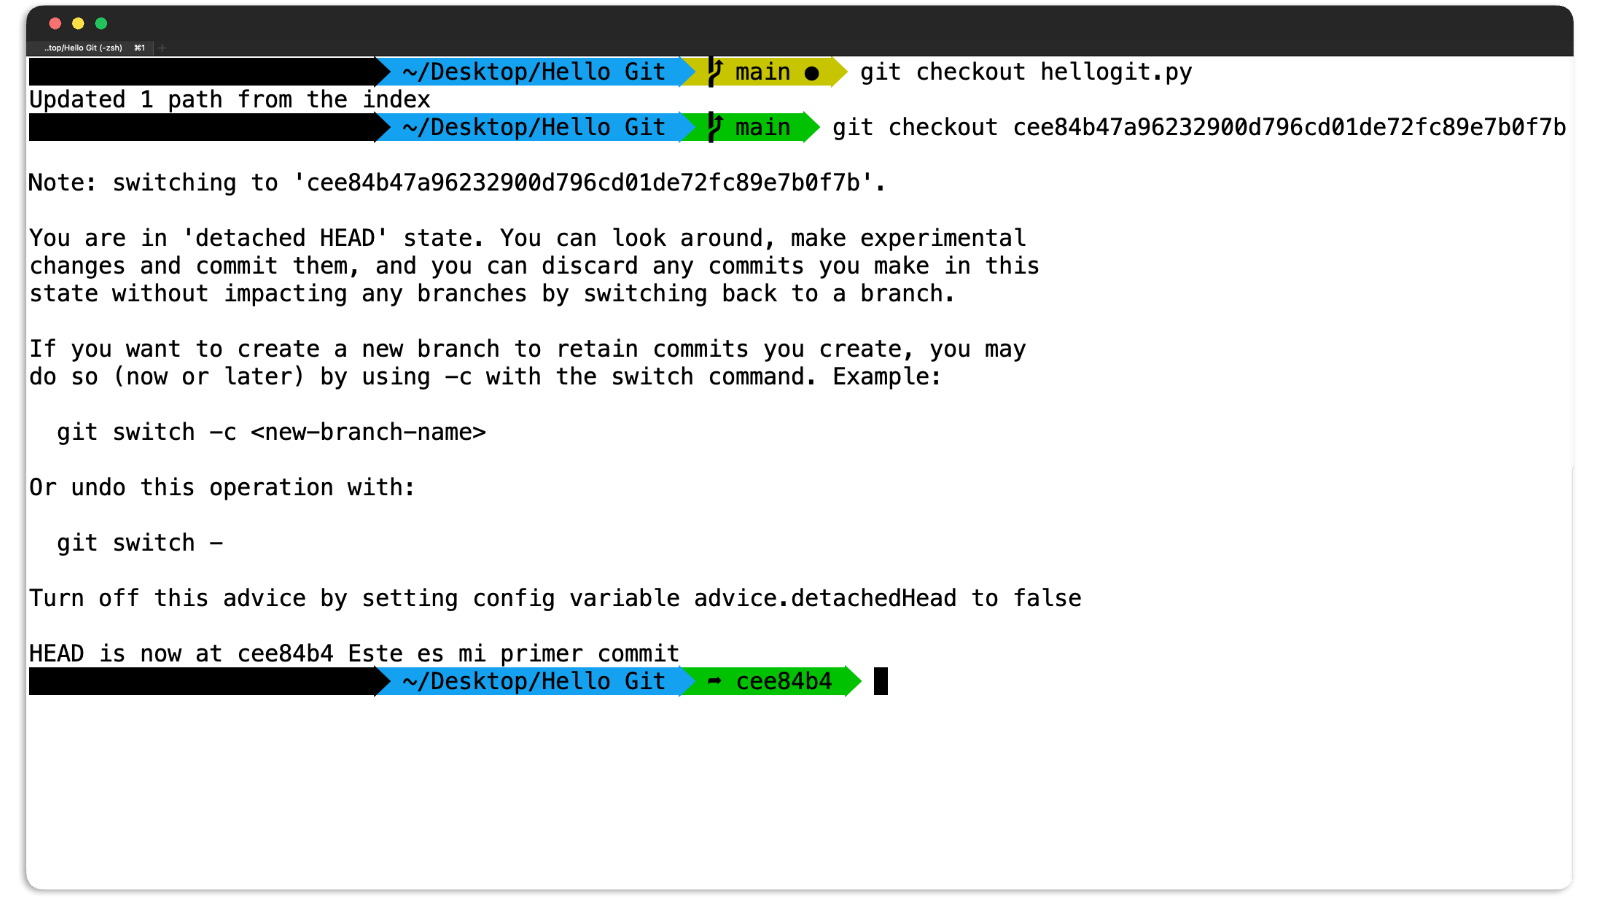 ..top/Hello Git (-zsh) ⌘1 +
~/Desktop/Hello Git main ● git checkout hellogit.py
Updated 1 path from the index
~/Desktop/Hello Git main git checkout cee84b47a96232900d796cd01de72fc89e7b0f7b
Note: switching to 'cee84b47a96232900d796cd01de72fc89e7b0f7b'.
You are in 'detached HEAD' state. You can look around, make experimental
changes and commit them, and you can discard any commits you make in this
state without impacting any branches by switching back to a branch.
If you want to create a new branch to retain commits you create, you may
do so (now or later) by using -c with the switch command. Example:
git switch -c <new-branch-name>
Or undo this operation with:
git switch -
Turn off this advice by setting config variable advice.detachedHead to false
HEAD is now at cee84b4 Este es mi primer commit
~/Desktop/Hello Git ➦ cee84b4